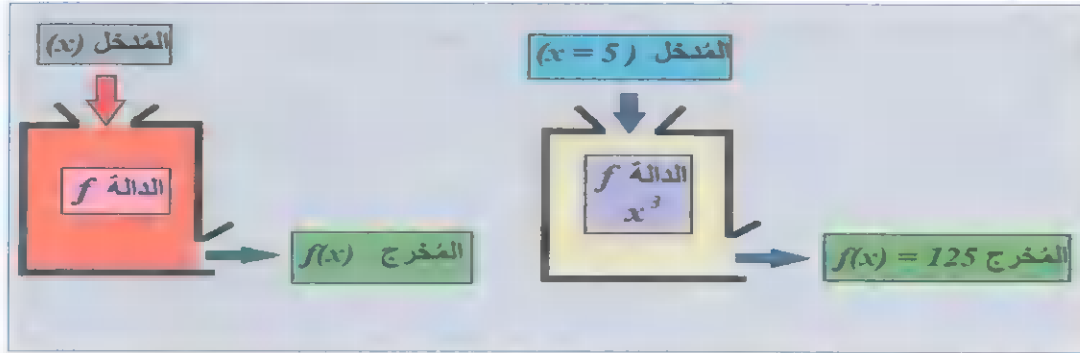 المُدخل (x)
الدالة f
المُخرج f(x)
المُدخل (x = 5)
الدالة f
x³
المُخرج f(x) = 125